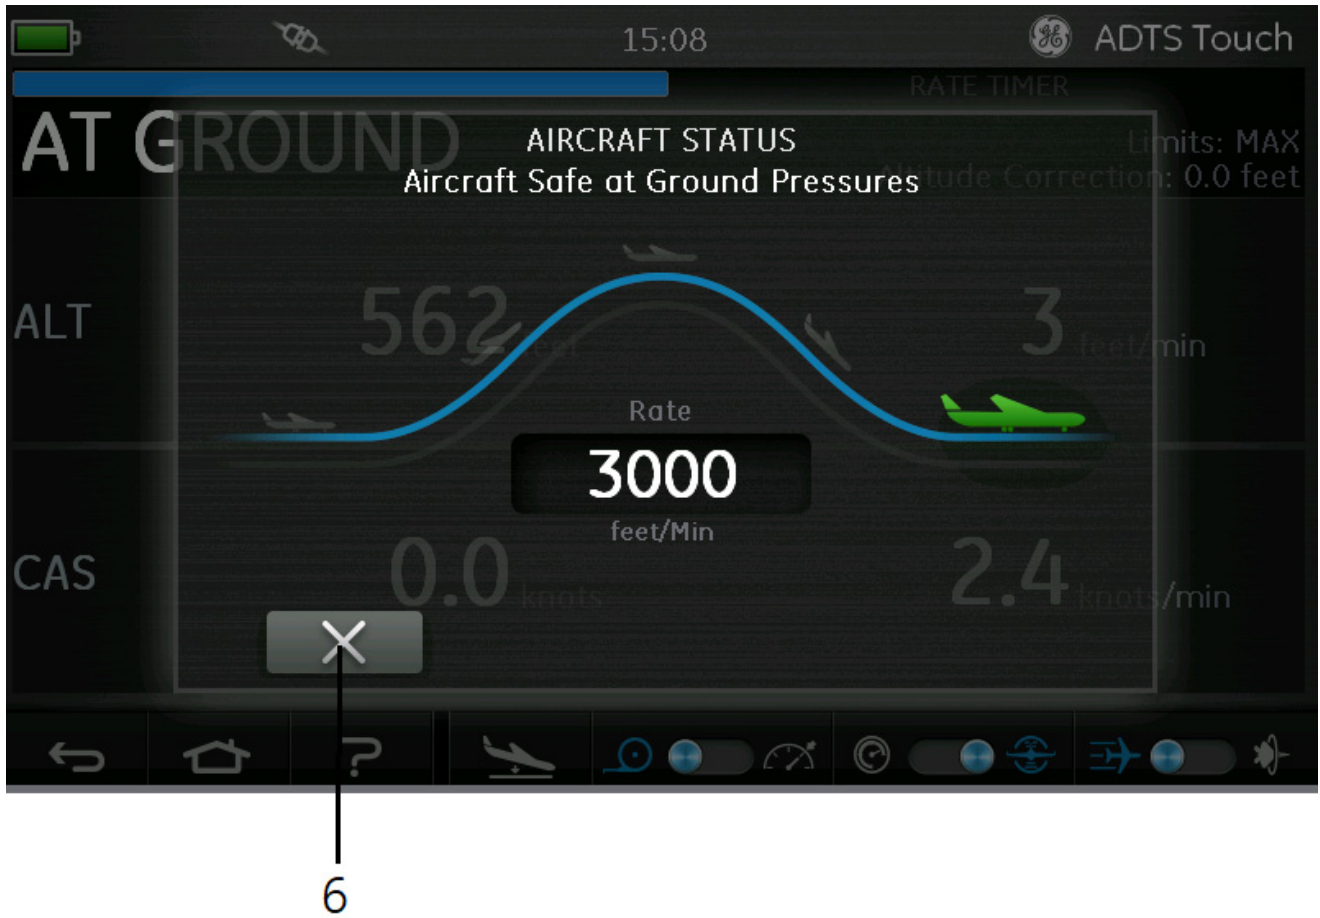 15:08
ADTS Touch
RATE TIMER
AT GROUND
AIRCRAFT STATUS
Limits: MAX
Aircraft Safe at Ground Pressures
Altitude Correction: 0.0 feet
ALT
562 feet
3 feet/min
Rate
3000
feet/Min
CAS
0.0 knots
2.4 knots/min
6